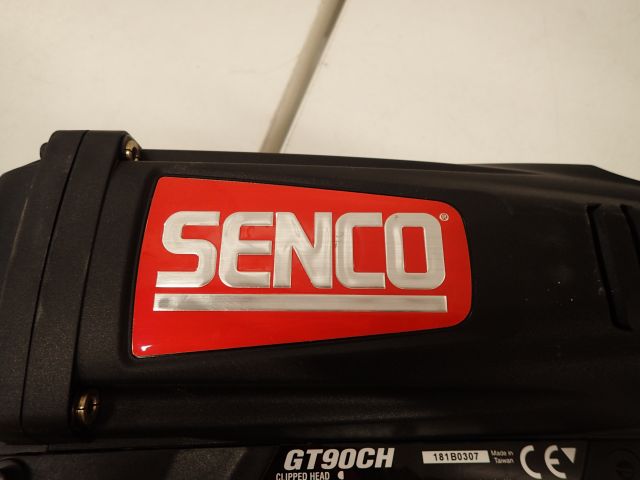 SENCO®
GT90CH 181B0307 Made in
Taiwan CE
CLIPPED HEAD